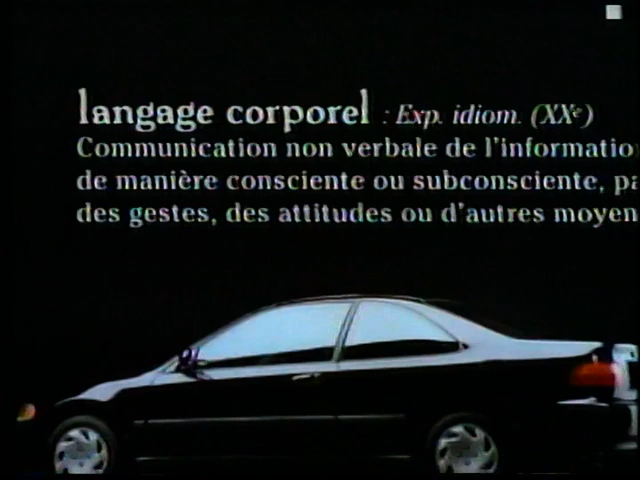 langage corporel : Exp. idiom. (XXe)
Communication non verbale de l'informatio
de manière consciente ou subconsciente, pa
des gestes, des attitudes ou d'autres moyen